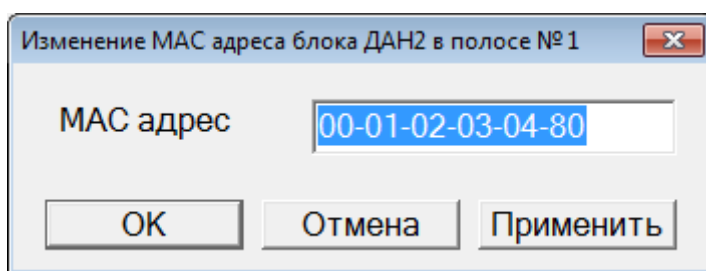 Изменение МАС адреса блока ДАН2 в полосе №1
МАС адрес
00-01-02-03-04-80
OK
Отмена
Применить